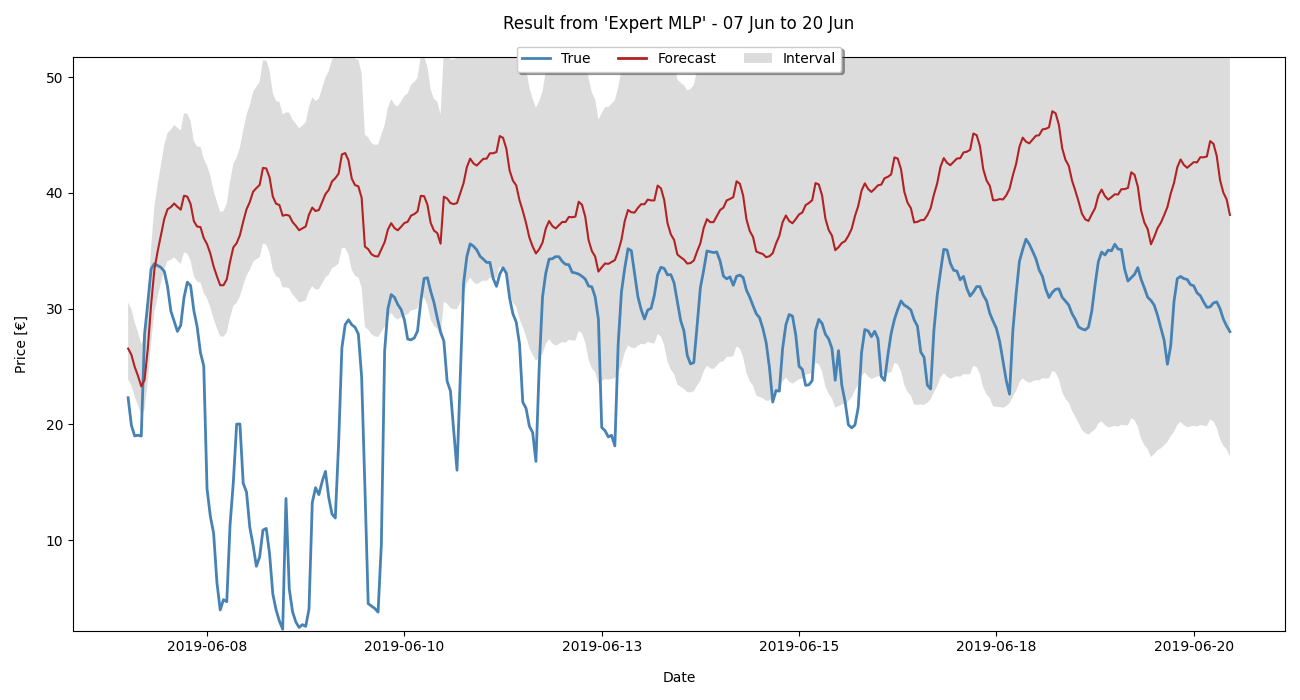 Result from 'Expert MLP' - 07 Jun to 20 Jun
True Forecast Interval
50
40
30
20
10
Price [€]
2019-06-08 2019-06-10 2019-06-13 2019-06-15 2019-06-18 2019-06-20
Date